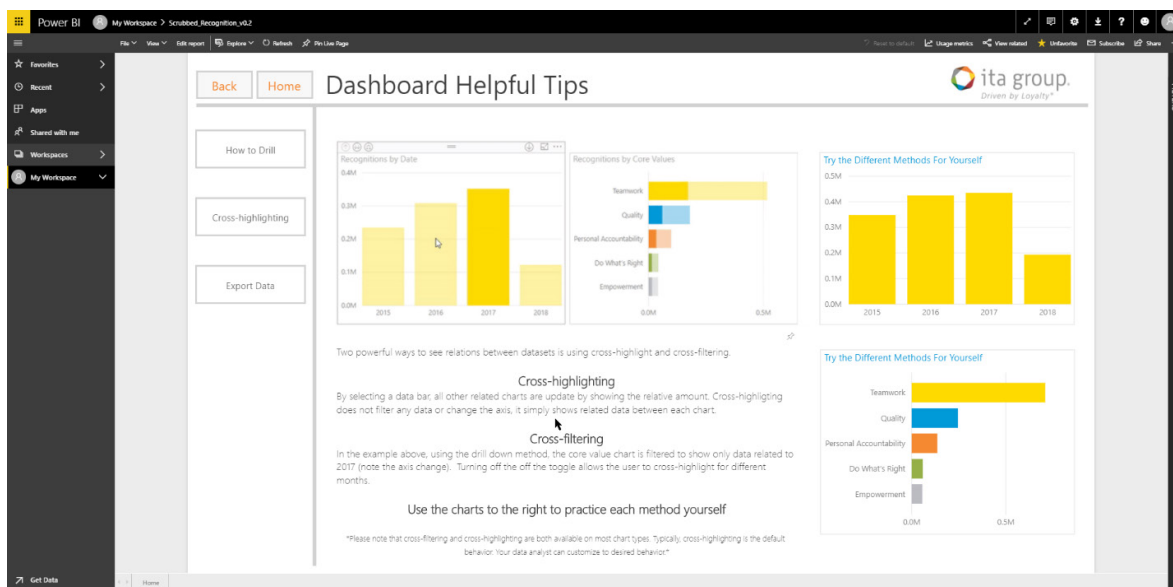 Power BI
My Workspace > Scrubbed_Recognition_v0.2
File View Edit report Explore Refresh Pin Live Page
Reset to default Usage metrics View related Unfavorite Subscribe Share
Favorites
Recent
Apps
Shared with me
Workspaces
My Workspace
Get Data
Back
Home
Dashboard Helpful Tips
ita group.
Driven by Loyalty®
How to Drill
Cross-highlighting
Export Data
Recognitions by Date
0.4M
0.3M
0.2M
0.1M
0.0M
2015 2016 2017 2018
Recognitions by Core Values
Teamwork
Quality
Personal Accountability
Do What's Right
Empowerment
0.0M 0.5M
Try the Different Methods For Yourself
0.5M
0.4M
0.3M
0.2M
0.1M
0.0M
2015 2016 2017 2018
Two powerful ways to see relations between datasets is using cross-highlight and cross-filtering.
Cross-highlighting
By selecting a data bar, all other related charts are update by showing the relative amount. Cross-higligting
does not filter any data or change the axis, it simply shows related data between each chart.
Cross-filtering
In the example above, using the drill down method, the core value chart is filtered to show only data related to
2017 (note the axis change). Turning off the off the toggle allows the user to cross-highlight for different
months.
Use the charts to the right to practice each method yourself
*Please note that cross-filtering and cross-highlighting are both available on most chart types. Typically, cross-highlighting is the default
behavior. Your data analyst can customize to desired behavior.*
Try the Different Methods For Yourself
Teamwork
Quality
Personal Accountability
Do What's Right
Empowerment
0.0M 0.5M
Home